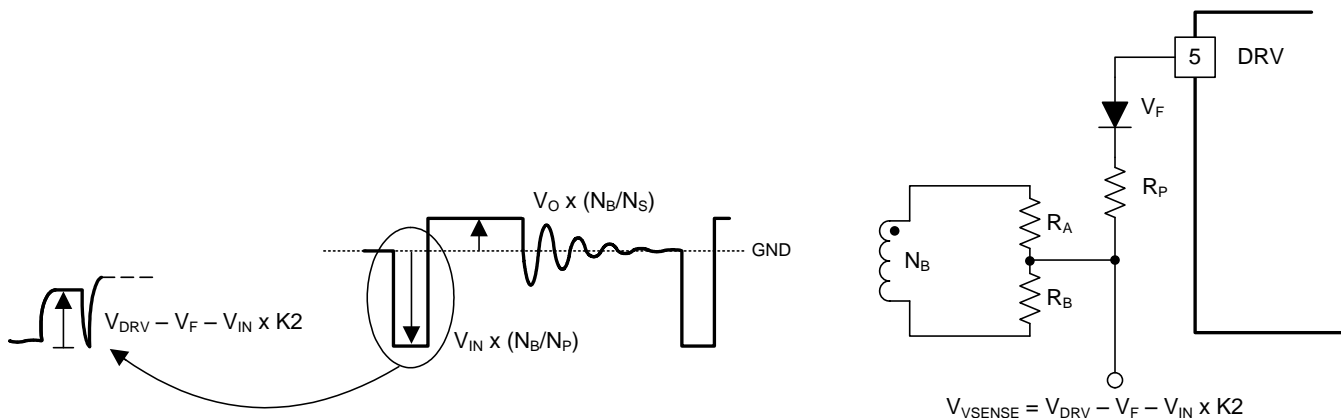 5 DRV
V_F
V_O x (N_B/N_S)
R_P
R_A
GND
N_B
R_B
V_DRV – V_F – V_IN x K2
V_IN x (N_B/N_P)
V_VSENSE = V_DRV – V_F – V_IN x K2